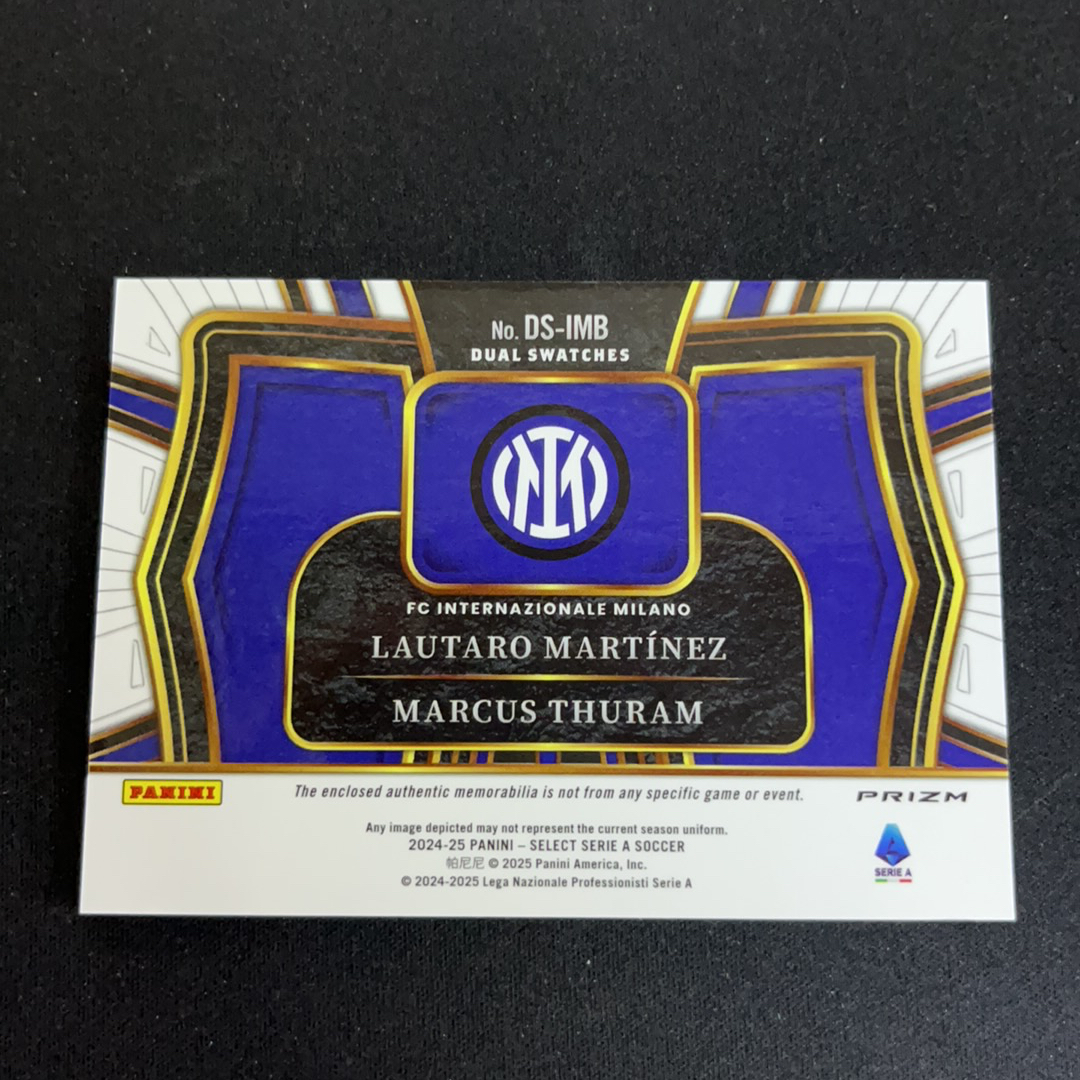 No. DS-IMB
DUAL SWATCHES
FC INTERNAZIONALE MILANO
LAUTARO MARTÍNEZ
MARCUS THURAM
PANINI
The enclosed authentic memorabilia is not from any specific game or event.
PRIZM
Any image depicted may not represent the current season uniform.
2024-25 PANINI – SELECT SERIE A SOCCER
帕尼尼 © 2025 Panini America, Inc.
© 2024-2025 Lega Nazionale Professionisti Serie A
SERIE A